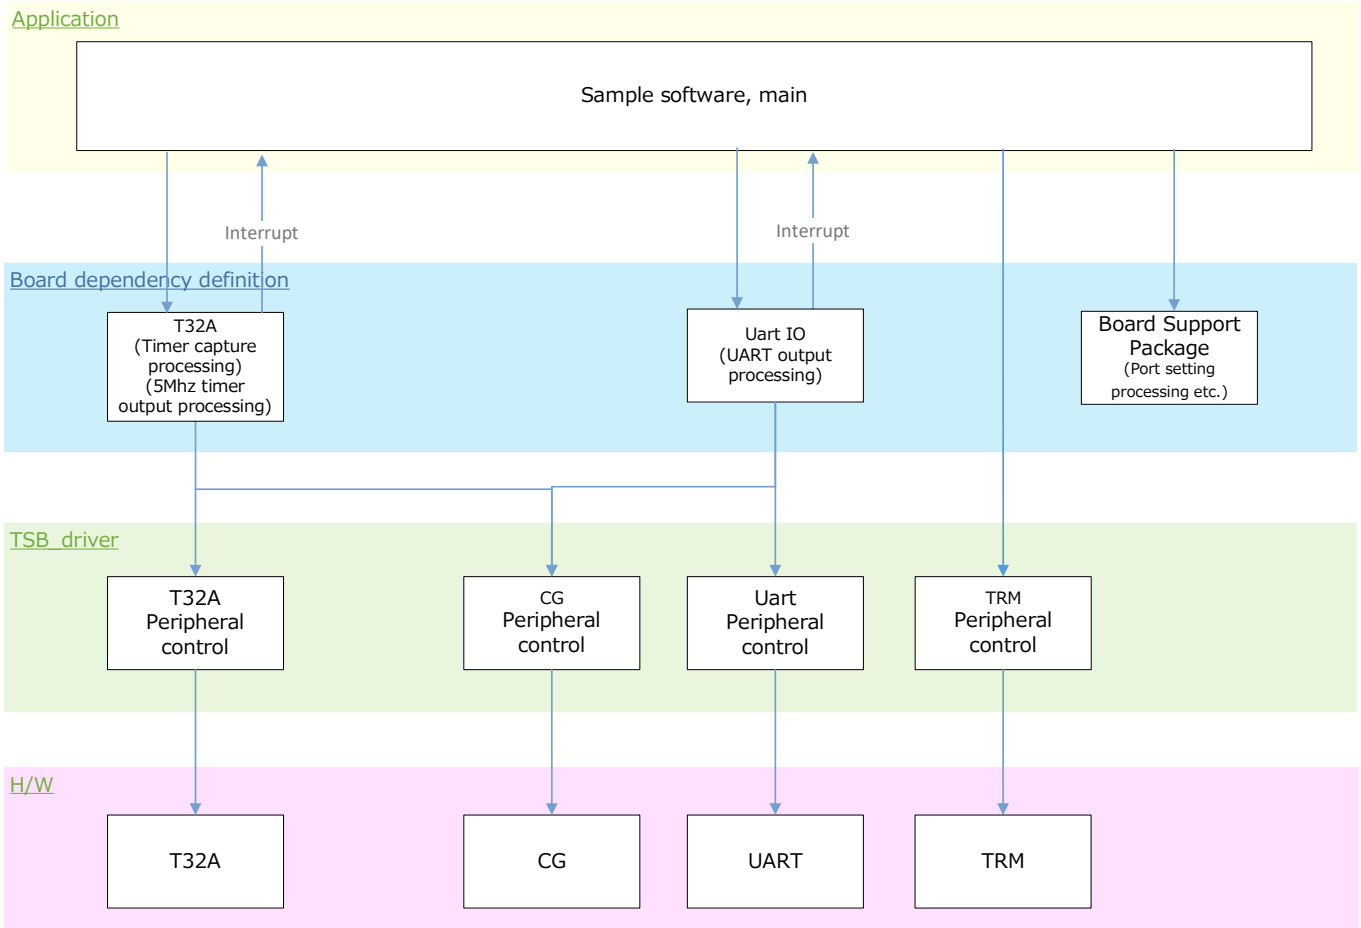 Application
Sample software, main
Interrupt
Interrupt
Board dependency definition
T32A
(Timer capture
processing)
(5Mhz timer
output processing)
Uart IO
(UART output
processing)
Board Support
Package
(Port setting
processing etc.)
TSB_driver
T32A
Peripheral
control
CG
Peripheral
control
Uart
Peripheral
control
TRM
Peripheral
control
H/W
T32A
CG
UART
TRM